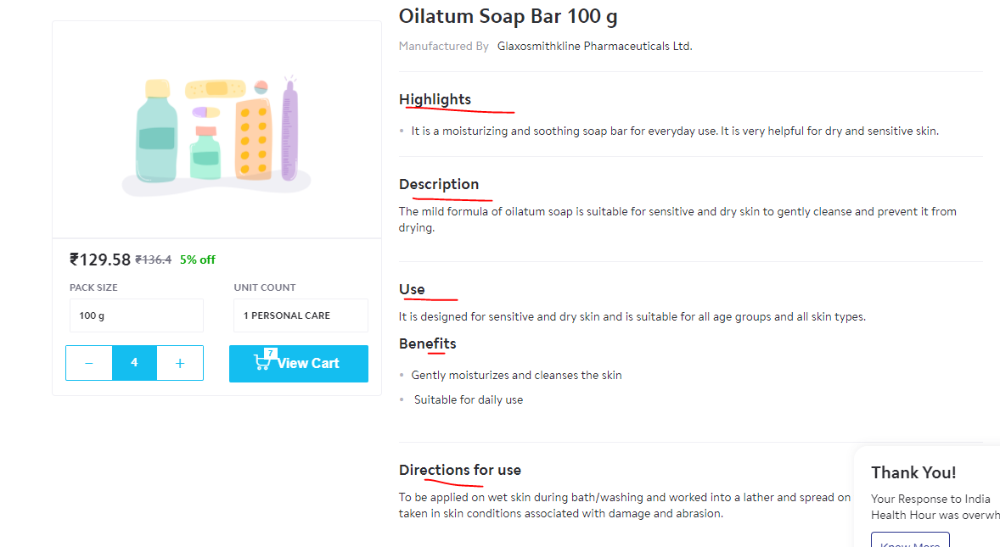 Oilatum Soap Bar 100 g
Manufactured By Glaxosmithkline Pharmaceuticals Ltd.
Highlights
• It is a moisturizing and soothing soap bar for everyday use. It is very helpful for dry and sensitive skin.
Description
The mild formula of oilatum soap is suitable for sensitive and dry skin to gently cleanse and prevent it from
drying.
₹129.58 ₹136.4 5% off
PACK SIZE UNIT COUNT
100 g 1 PERSONAL CARE
− 4 + 7 View Cart
Use
It is designed for sensitive and dry skin and is suitable for all age groups and all skin types.
Benefits
• Gently moisturizes and cleanses the skin
• Suitable for daily use
Directions for use
To be applied on wet skin during bath/washing and worked into a lather and spread on
taken in skin conditions associated with damage and abrasion.
Thank You!
Your Response to India
Health Hour was overwh
Know More